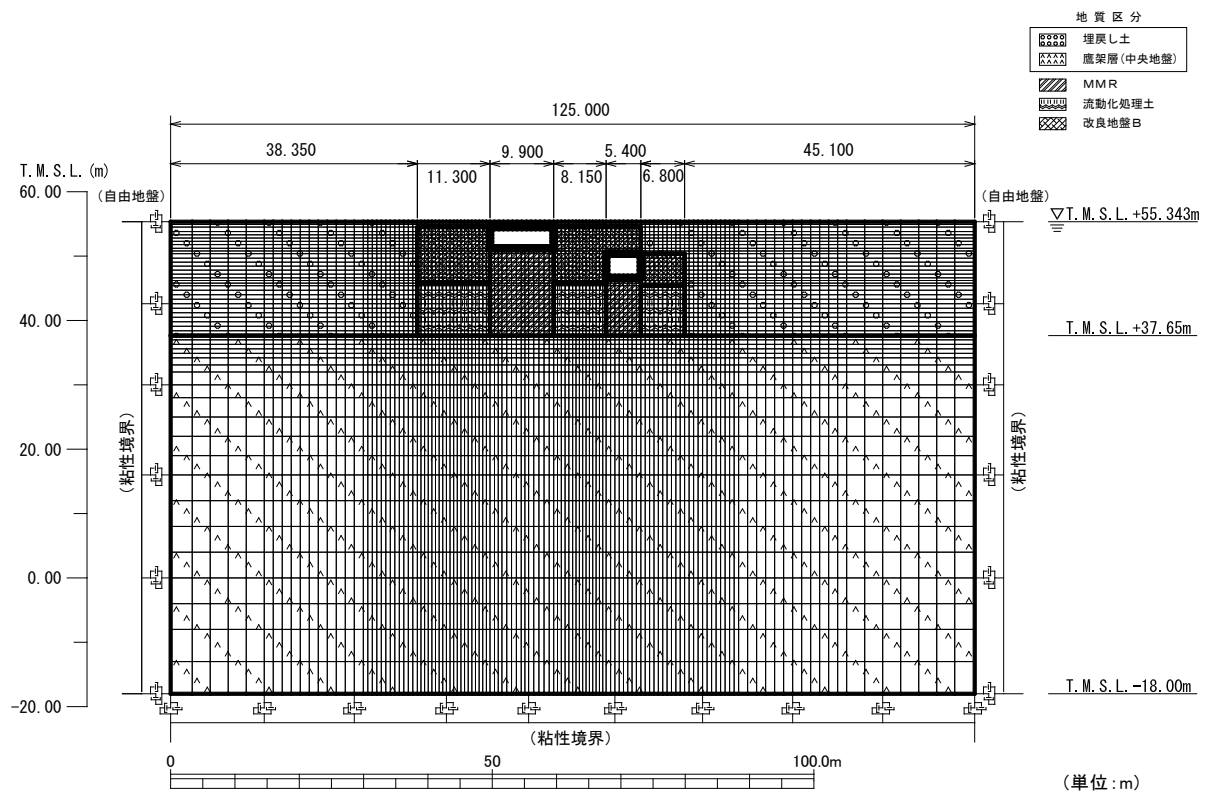 地質区分
埋戻し土
鷹架層(中央地盤)
MMR
流動化処理土
改良地盤B
125.000
38.350
9.900
5.400
45.100
11.300
8.150
6.800
T.M.S.L.(m)
60.00
(自由地盤)
(自由地盤)
T.M.S.L.+55.343m
40.00
T.M.S.L.+37.65m
20.00
(粘性境界)
(粘性境界)
0.00
T.M.S.L.-18.00m
-20.00
(粘性境界)
0
50
100.0m
(単位:m)